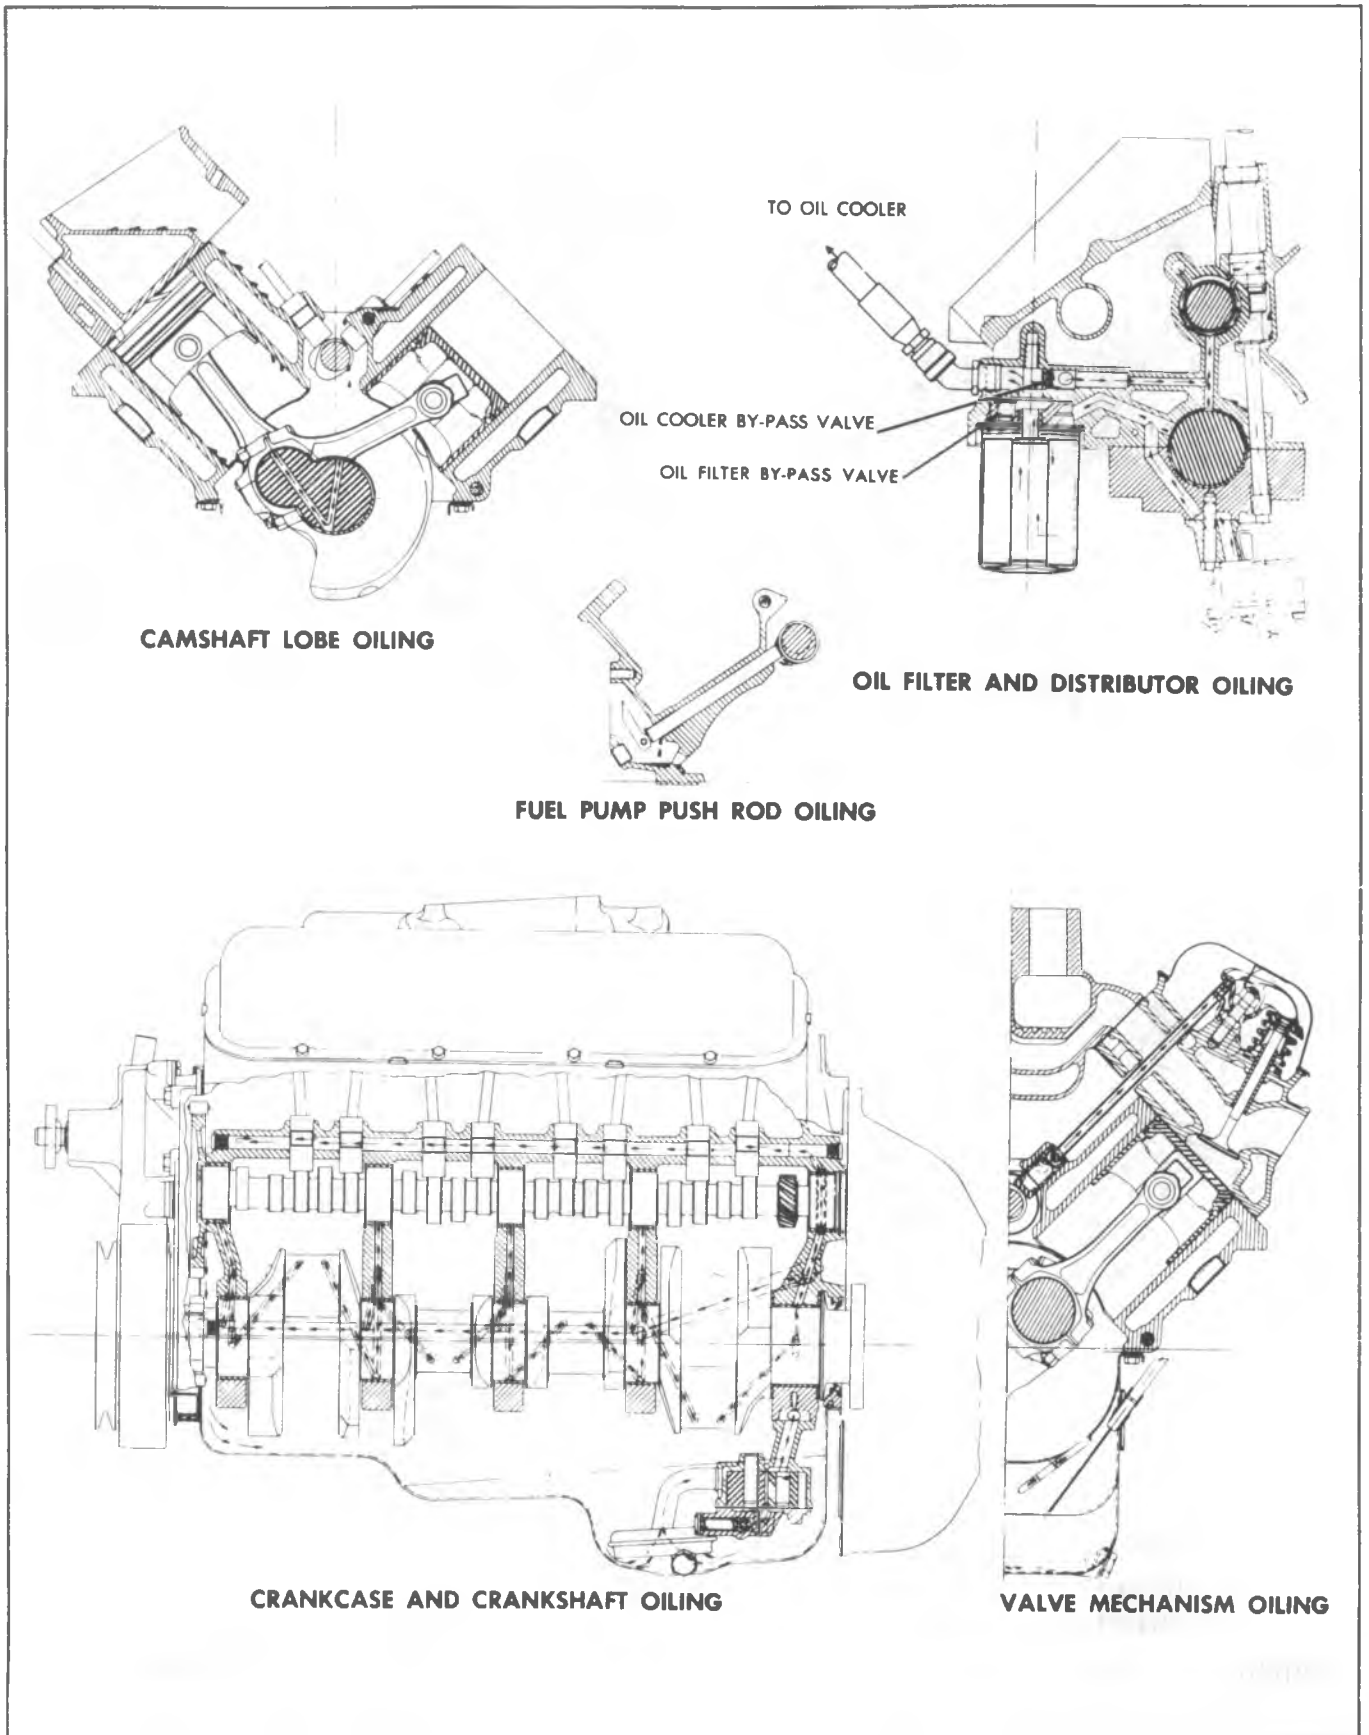 TO OIL COOLER
OIL COOLER BY-PASS VALVE
OIL FILTER BY-PASS VALVE
CAMSHAFT LOBE OILING
OIL FILTER AND DISTRIBUTOR OILING
FUEL PUMP PUSH ROD OILING
CRANKCASE AND CRANKSHAFT OILING
VALVE MECHANISM OILING